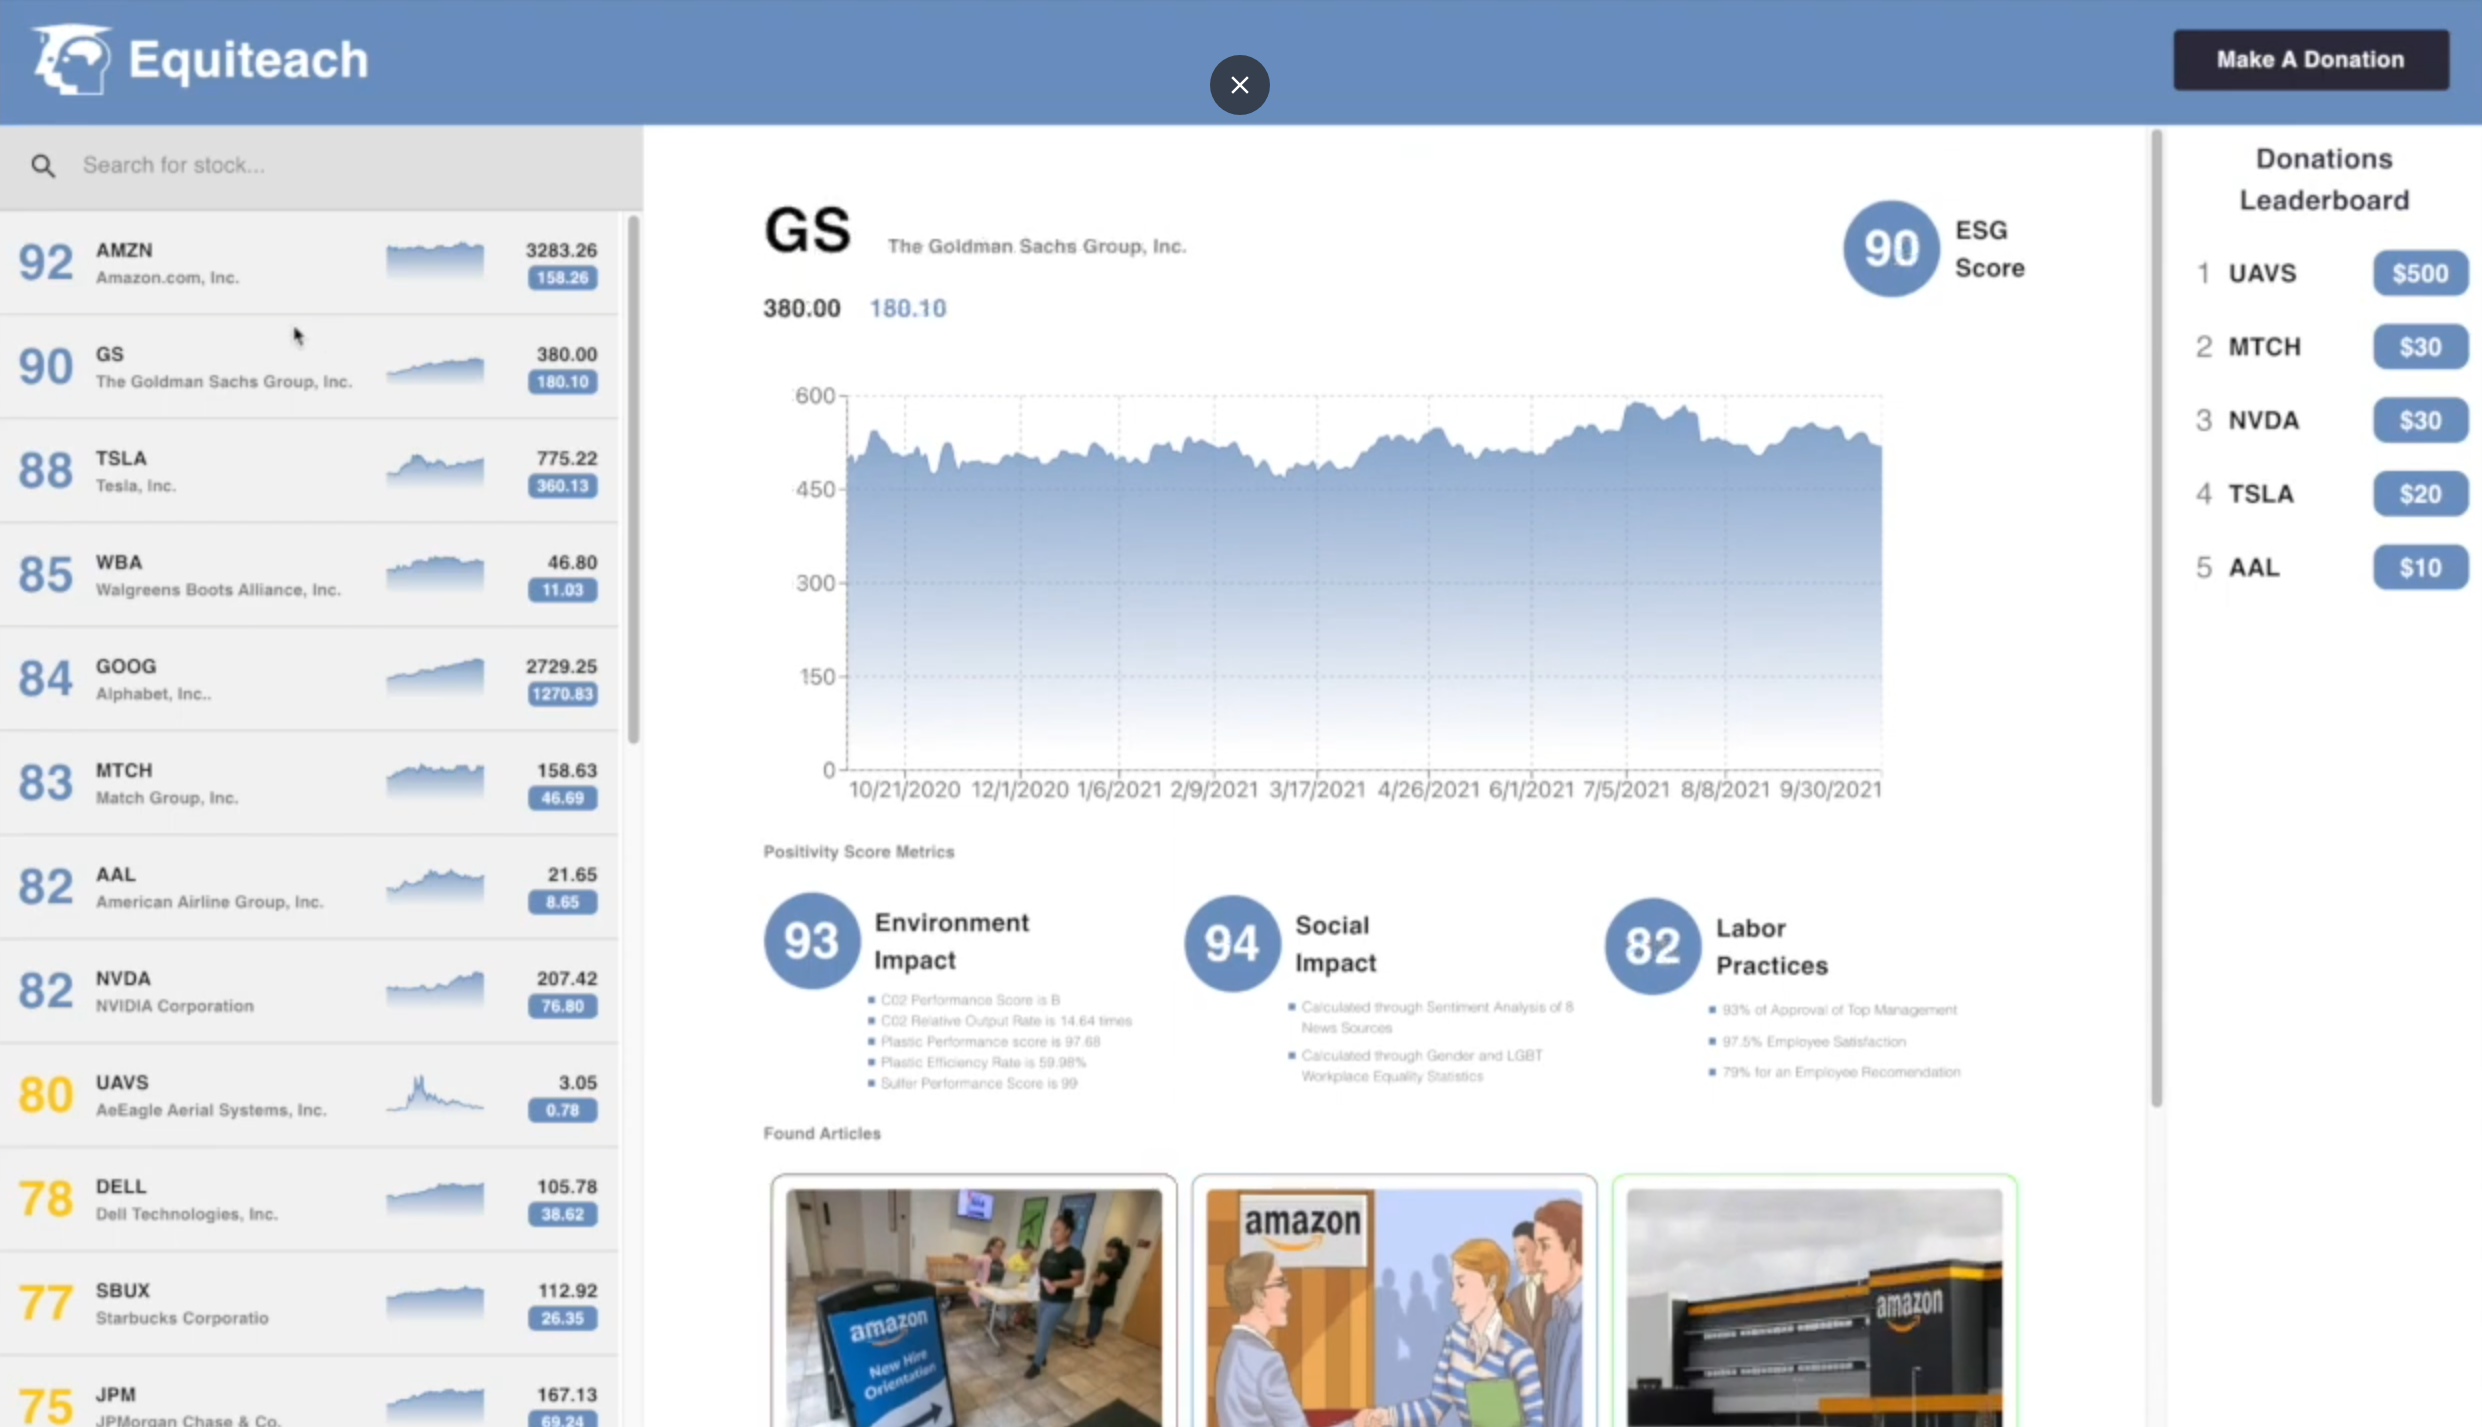 Equiteach
Make A Donation
Search for stock...
92 AMZN 3283.26
Amazon.com, Inc. 158.26
90 GS 380.00
The Goldman Sachs Group, Inc. 180.10
88 TSLA 775.22
Tesla, Inc. 360.13
85 WBA 46.80
Walgreens Boots Alliance, Inc. 11.03
84 GOOG 2729.25
Alphabet, Inc.. 1270.83
83 MTCH 158.63
Match Group, Inc. 46.69
82 AAL 21.65
American Airline Group, Inc. 8.65
82 NVDA 207.42
NVIDIA Corporation 76.80
80 UAVS 3.05
AeEagle Aerial Systems, Inc. 0.78
78 DELL 105.78
Dell Technologies, Inc. 38.62
77 SBUX 112.92
Starbucks Corporatio 26.35
75 JPM 167.13
JPMorgan Chase & Co. 69.24
GS The Goldman Sachs Group, Inc.
380.00 180.10
90 ESG
Score
600
450
300
150
0
10/21/2020 12/1/2020 1/6/2021 2/9/2021 3/17/2021 4/26/2021 6/1/2021 7/5/2021 8/8/2021 9/30/2021
Positivity Score Metrics
93 Environment
Impact
C02 Performance Score is B
C02 Relative Output Rate is 14.64 times
Plastic Performance score is 97.68
Plastic Efficiency Rate is 59.98%
Sulfer Performance Score is 99
94 Social
Impact
Calculated through Sentiment Analysis of 8
News Sources
Calculated through Gender and LGBT
Workplace Equality Statistics
82 Labor
Practices
93% of Approval of Top Management
97.5% Employee Satisfaction
79% for an Employee Recomendation
Found Articles
amazon
New Hire
Orientation
amazon
amazon
Donations
Leaderboard
1 UAVS $500
2 MTCH $30
3 NVDA $30
4 TSLA $20
5 AAL $10